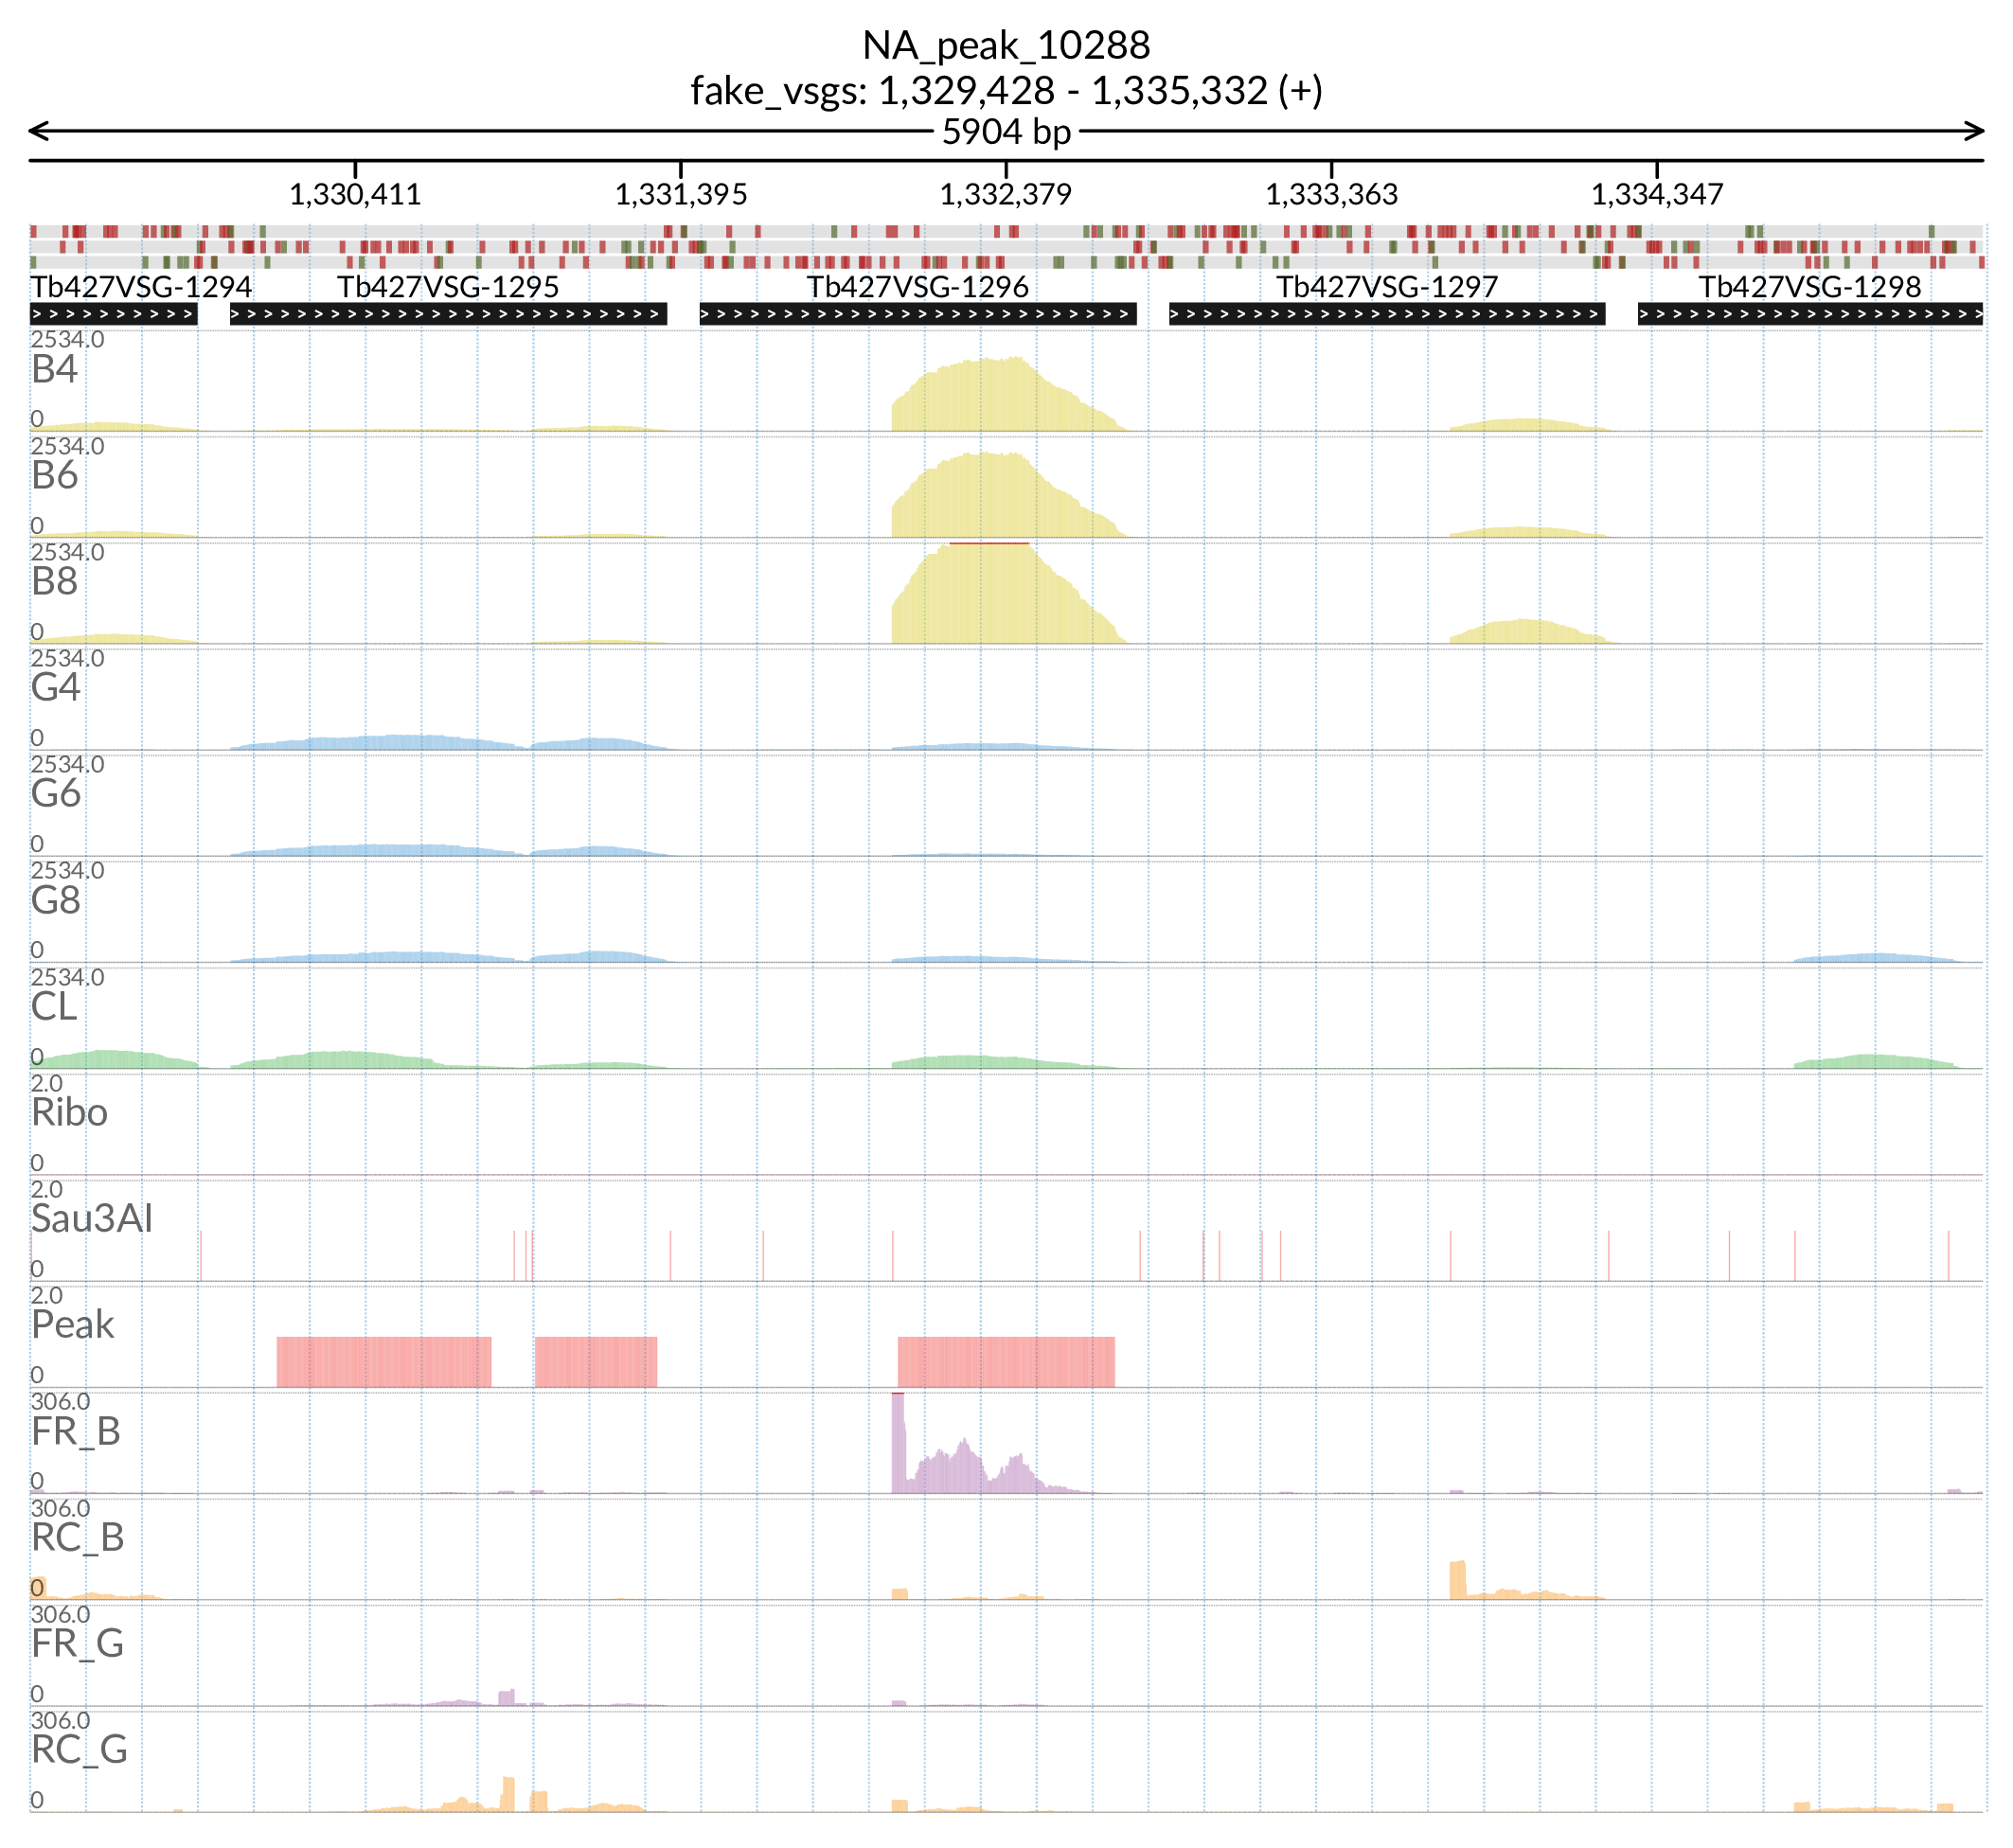 NA_peak_10288
fake_vsgs: 1,329,428 - 1,335,332 (+)
5904 bp
1,330,411 1,331,395 1,332,379 1,333,363 1,334,347
Tb427VSG-1294 Tb427VSG-1295 Tb427VSG-1296 Tb427VSG-1297 Tb427VSG-1298
2534.0
B4
0
2534.0
B6
0
2534.0
B8
0
2534.0
G4
0
2534.0
G6
0
2534.0
G8
0
2534.0
CL
0
2.0
Ribo
0
2.0
Sau3AI
0
2.0
Peak
0
306.0
FR_B
0
306.0
RC_B
0
306.0
FR_G
0
306.0
RC_G
0